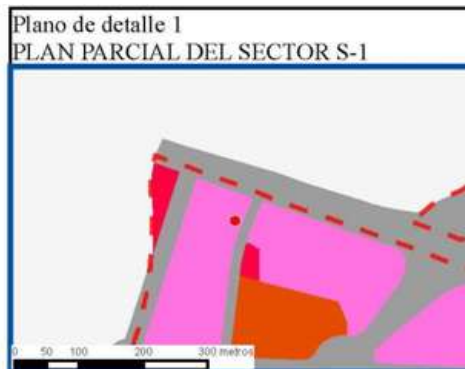 Plano de detalle 1
PLAN PARCIAL DEL SECTOR S-1
0 50 100 200 300 metros